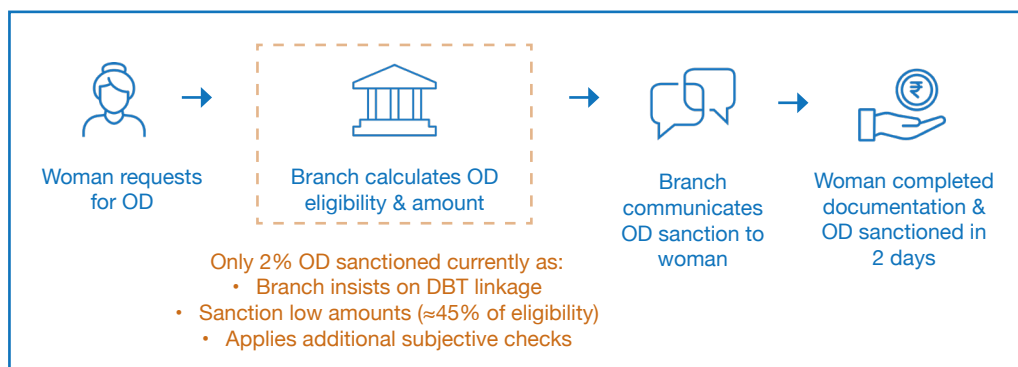 Woman requests
for OD
Branch calculates OD
eligibility & amount
Branch
communicates
OD sanction to
woman
₹
Woman completed
documentation &
OD sanctioned in
2 days
Only 2% OD sanctioned currently as:
• Branch insists on DBT linkage
• Sanction low amounts (≈45% of eligibility)
• Applies additional subjective checks